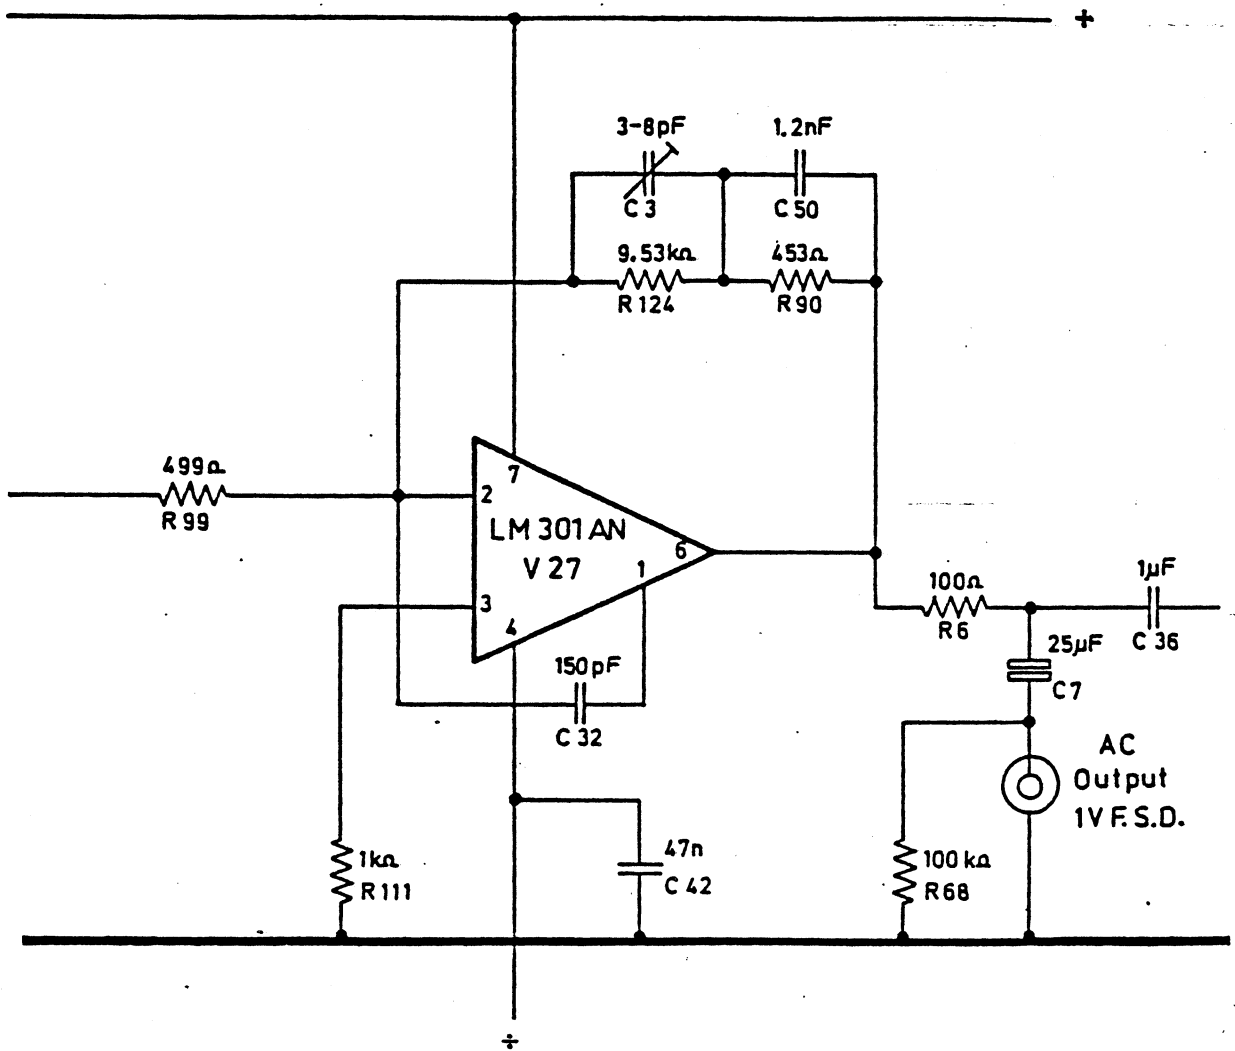 +
3-8pF
1.2nF
C3
C50
9.53kΩ
453Ω
R124
R90
499Ω
R99
7
2
LM301AN
V27
6
1
3
4
150pF
C32
100Ω
R6
1µF
C36
25µF
C7
AC
Output
1V F.S.D.
1kΩ
R111
47n
C42
100kΩ
R68
÷